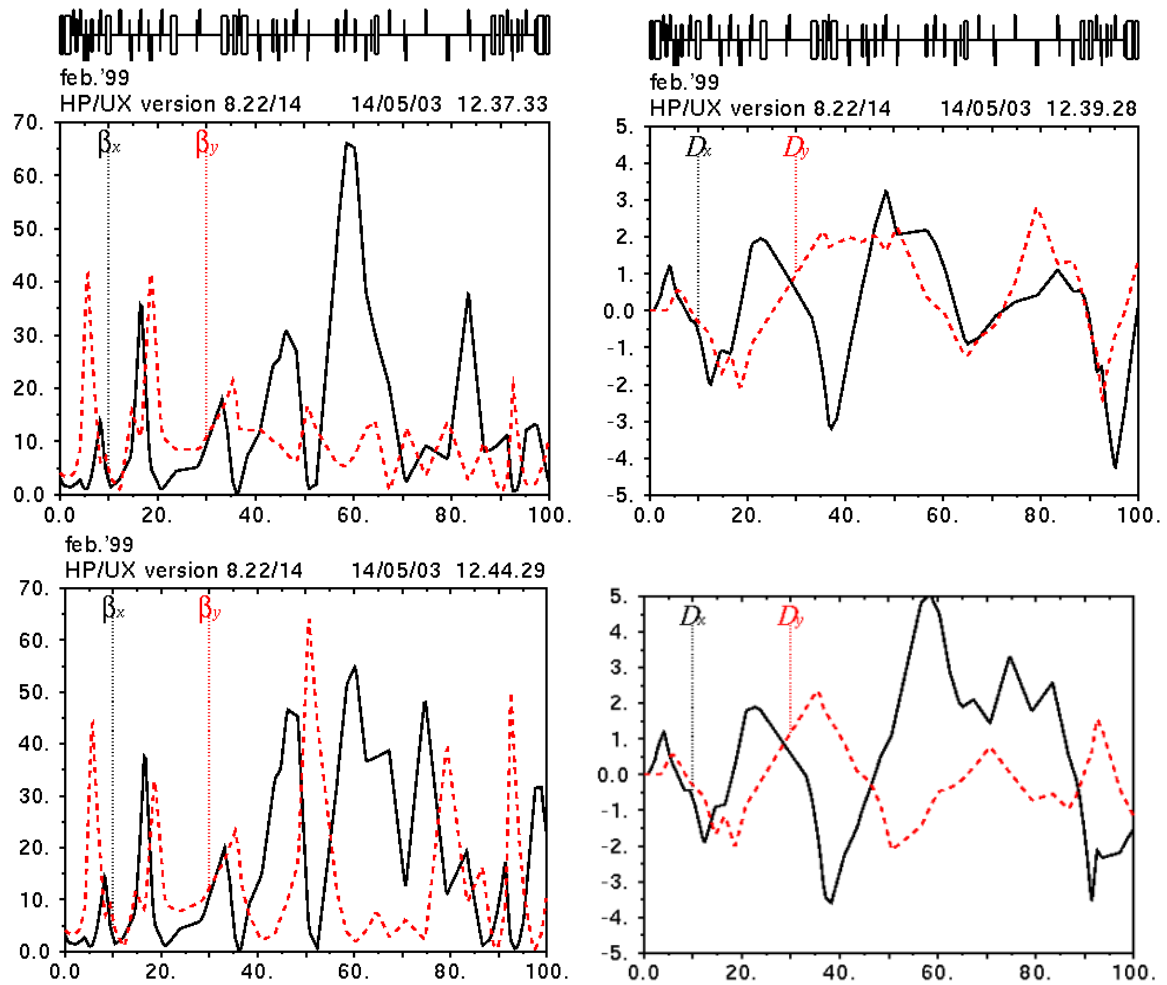 feb.'99
HP/UX version 8.22/14 14/05/03 12.37.33
70.
60.
50.
40.
30.
20.
10.
0.0
βx
βy
0.0 20. 40. 60. 80. 100.
feb.'99
HP/UX version 8.22/14 14/05/03 12.39.28
5.
4.
3.
2.
1.
0.0
-1.
-2.
-3.
-4.
-5.
Dx
Dy
0.0 20. 40. 60. 80. 100.
feb.'99
HP/UX version 8.22/14 14/05/03 12.44.29
70.
60.
50.
40.
30.
20.
10.
0.0
βx
βy
0.0 20. 40. 60. 80. 100.
5.
4.
3.
2.
1.
0.0
-1.
-2.
-3.
-4.
-5.
Dx
Dy
0.0 20. 40. 60. 80. 100.